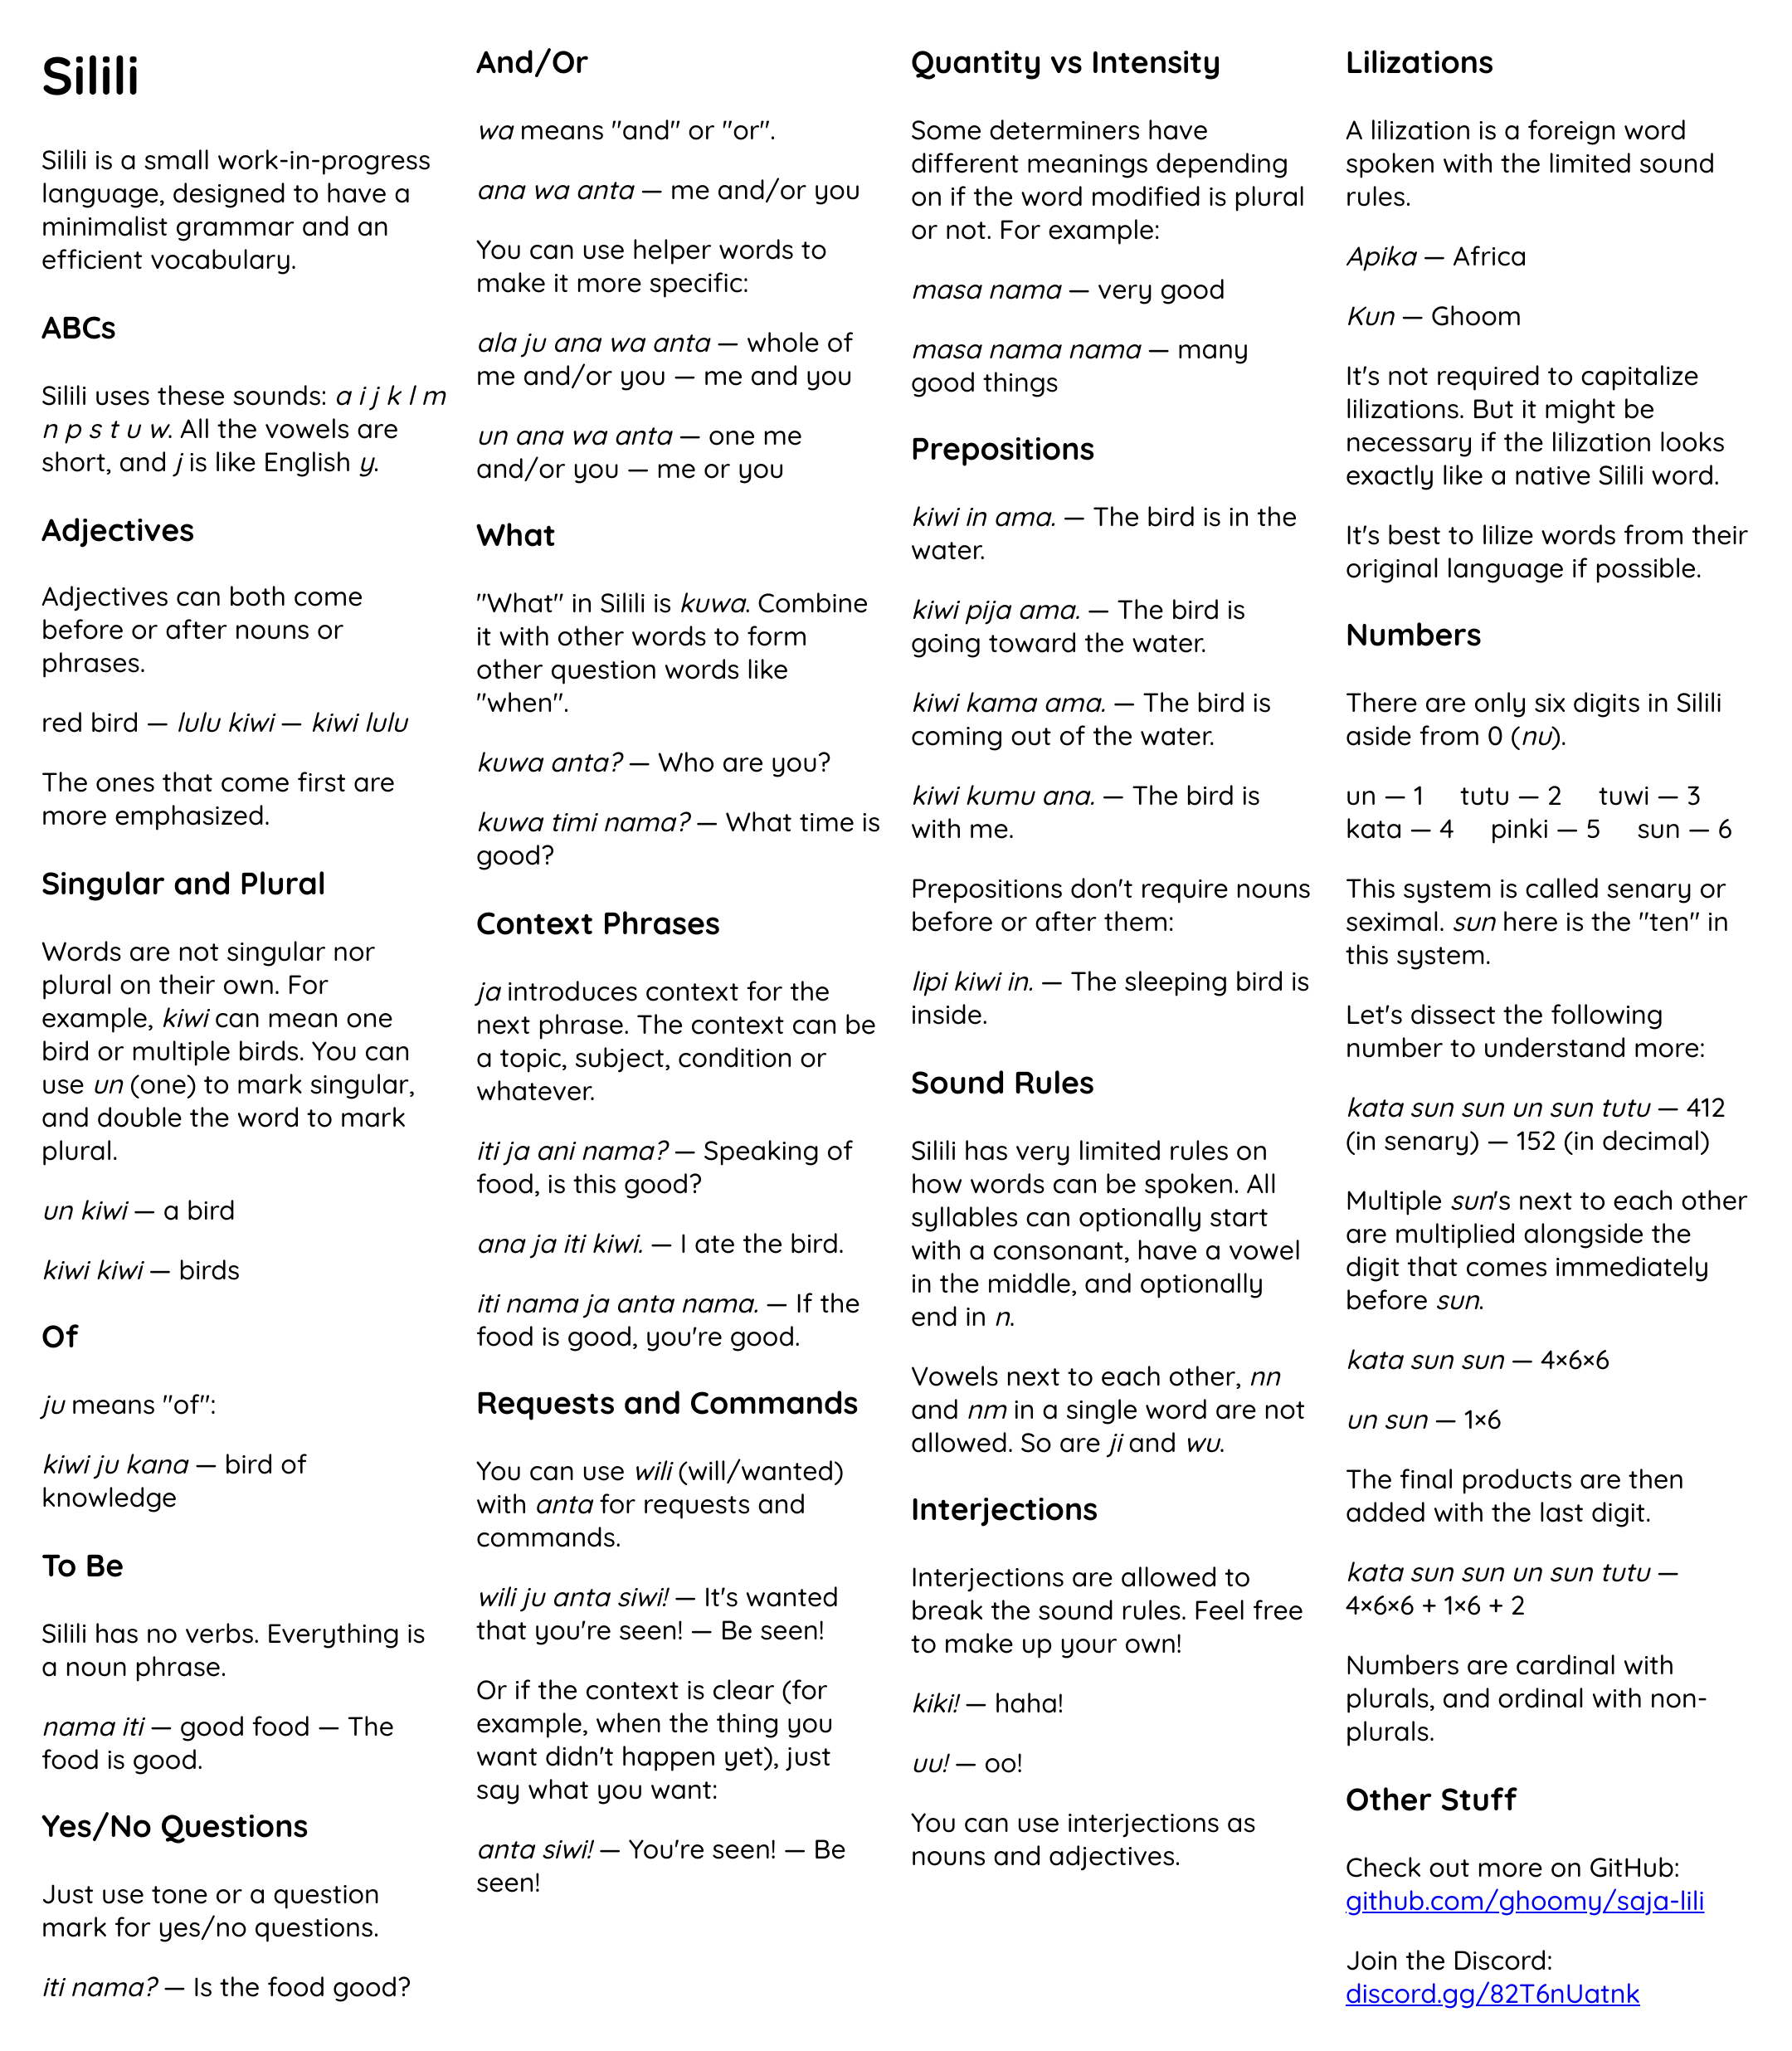 Silili
Silili is a small work-in-progress
language, designed to have a
minimalist grammar and an
efficient vocabulary.
ABCs
Silili uses these sounds: a i j k l m
n p s t u w. All the vowels are
short, and j is like English y.
Adjectives
Adjectives can both come
before or after nouns or
phrases.
red bird — lulu kiwi — kiwi lulu
The ones that come first are
more emphasized.
Singular and Plural
Words are not singular nor
plural on their own. For
example, kiwi can mean one
bird or multiple birds. You can
use un (one) to mark singular,
and double the word to mark
plural.
un kiwi — a bird
kiwi kiwi — birds
Of
ju means "of":
kiwi ju kana — bird of
knowledge
To Be
Silili has no verbs. Everything is
a noun phrase.
nama iti — good food — The
food is good.
Yes/No Questions
Just use tone or a question
mark for yes/no questions.
iti nama? — Is the food good?
And/Or
wa means "and" or "or".
ana wa anta — me and/or you
You can use helper words to
make it more specific:
ala ju ana wa anta — whole of
me and/or you — me and you
un ana wa anta — one me
and/or you — me or you
What
"What" in Silili is kuwa. Combine
it with other words to form
other question words like
"when".
kuwa anta? — Who are you?
kuwa timi nama? — What time is
good?
Context Phrases
ja introduces context for the
next phrase. The context can be
a topic, subject, condition or
whatever.
iti ja ani nama? — Speaking of
food, is this good?
ana ja iti kiwi. — I ate the bird.
iti nama ja anta nama. — If the
food is good, you're good.
Requests and Commands
You can use wili (will/wanted)
with anta for requests and
commands.
wili ju anta siwi! — It's wanted
that you're seen! — Be seen!
Or if the context is clear (for
example, when the thing you
want didn't happen yet), just
say what you want:
anta siwi! — You're seen! — Be
seen!
Quantity vs Intensity
Some determiners have
different meanings depending
on if the word modified is plural
or not. For example:
masa nama — very good
masa nama nama — many
good things
Prepositions
kiwi in ama. — The bird is in the
water.
kiwi pija ama. — The bird is
going toward the water.
kiwi kama ama. — The bird is
coming out of the water.
kiwi kumu ana. — The bird is
with me.
Prepositions don't require nouns
before or after them:
lipi kiwi in. — The sleeping bird is
inside.
Sound Rules
Silili has very limited rules on
how words can be spoken. All
syllables can optionally start
with a consonant, have a vowel
in the middle, and optionally
end in n.
Vowels next to each other, nn
and nm in a single word are not
allowed. So are ji and wu.
Interjections
Interjections are allowed to
break the sound rules. Feel free
to make up your own!
kiki! — haha!
uu! — oo!
You can use interjections as
nouns and adjectives.
Lilizations
A lilization is a foreign word
spoken with the limited sound
rules.
Apika — Africa
Kun — Ghoom
It's not required to capitalize
lilizations. But it might be
necessary if the lilization looks
exactly like a native Silili word.
It's best to lilize words from their
original language if possible.
Numbers
There are only six digits in Silili
aside from 0 (nu).
un — 1 tutu — 2 tuwi — 3
kata — 4 pinki — 5 sun — 6
This system is called senary or
seximal. sun here is the "ten" in
this system.
Let's dissect the following
number to understand more:
kata sun sun un sun tutu — 412
(in senary) — 152 (in decimal)
Multiple sun's next to each other
are multiplied alongside the
digit that comes immediately
before sun.
kata sun sun — 4×6×6
un sun — 1×6
The final products are then
added with the last digit.
kata sun sun un sun tutu —
4×6×6 + 1×6 + 2
Numbers are cardinal with
plurals, and ordinal with non-
plurals.
Other Stuff
Check out more on GitHub:
github.com/ghoomy/saja-lili
Join the Discord:
discord.gg/82T6nUatnk